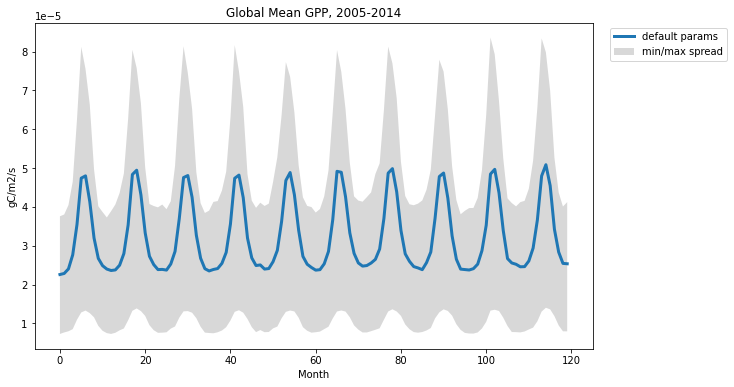 Global Mean GPP, 2005-2014
1e−5
default params
min/max spread
8
7
6
5
4
3
2
1
gC/m2/s
0 20 40 60 80 100 120
Month